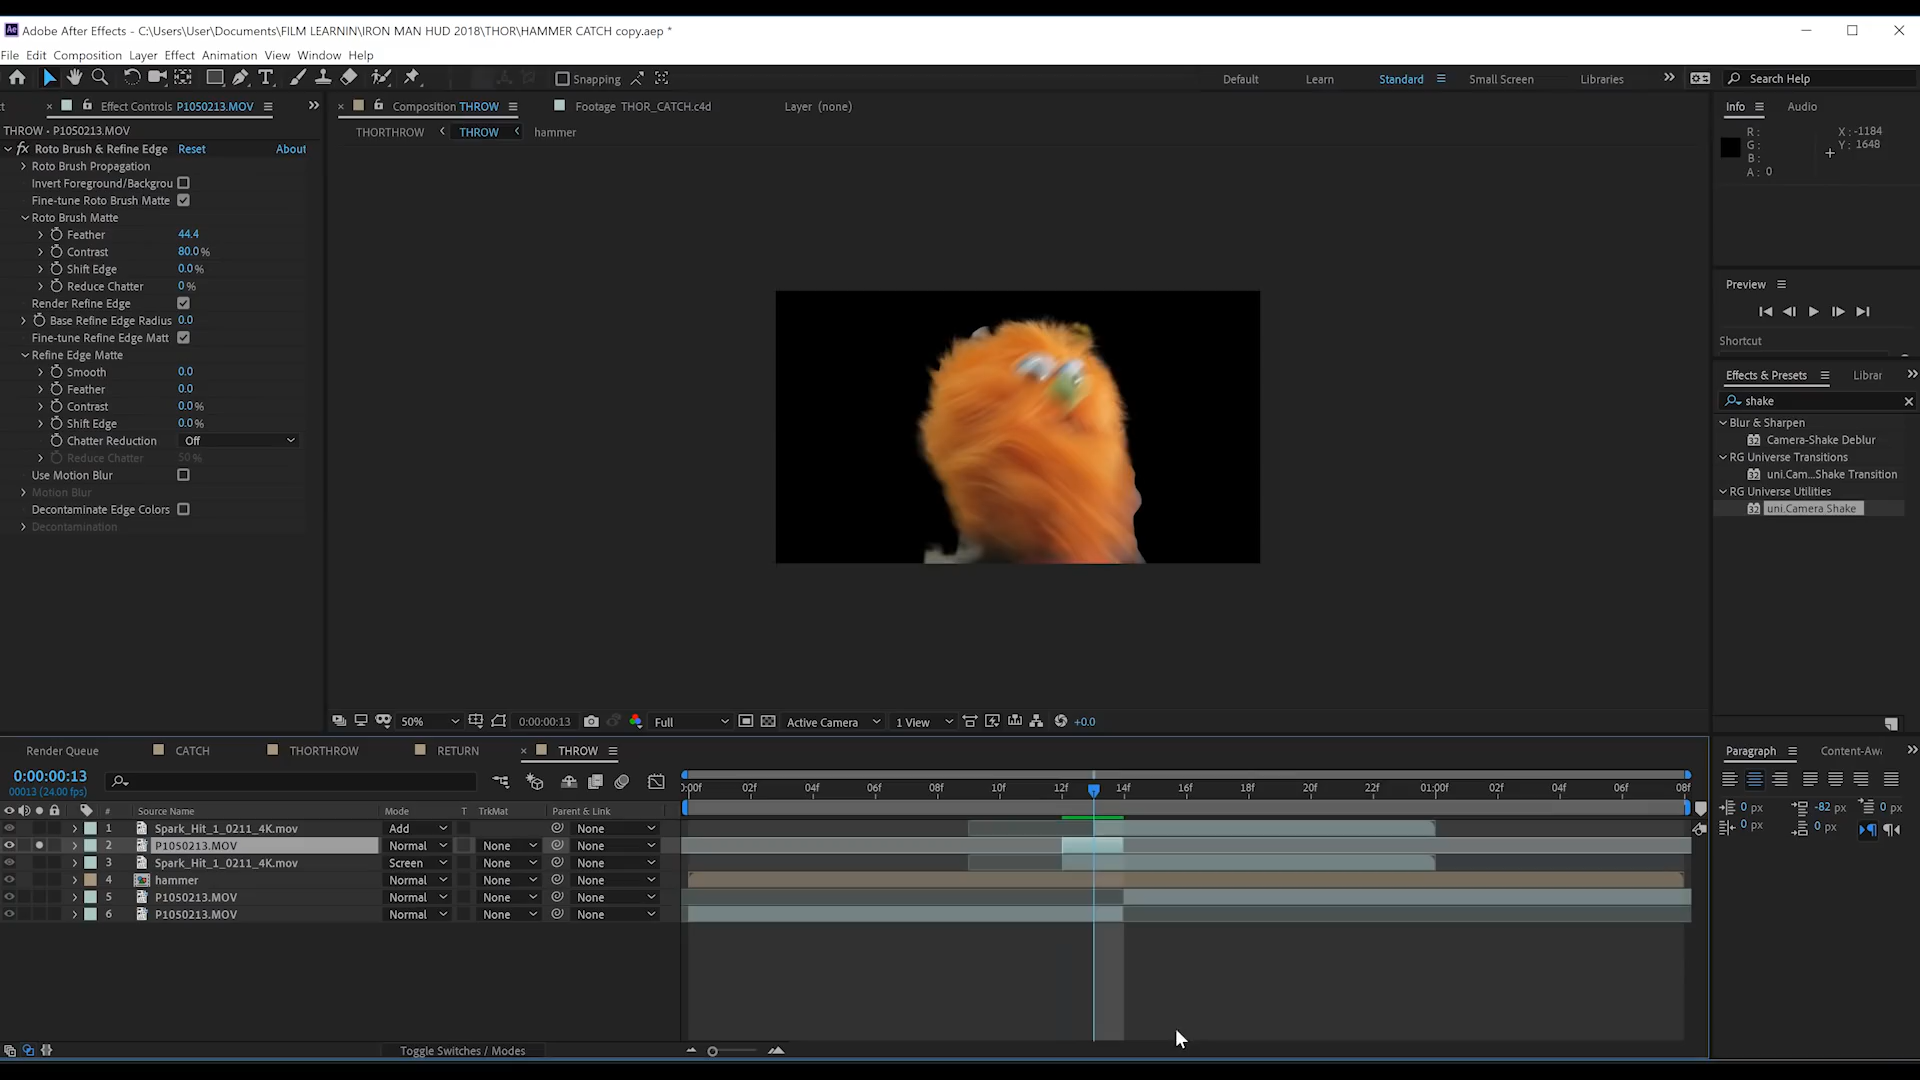 Adobe After Effects - C:\Users\User\Documents\FILM LEARNIN\IRON MAN HUD 2018\THOR\HAMMER CATCH copy.aep *
File Edit Composition Layer Effect Animation View Window Help
Snapping Default Learn Standard Small Screen Libraries Search Help
Effect Controls P1050213.MOV
Composition THROW
Footage THOR_CATCH.c4d
Layer (none)
Info Audio
THORTHROW THROW hammer
THROW • P1050213.MOV
Roto Brush & Refine Edge Reset About
Roto Brush Propagation
Invert Foreground/Backgrou
Fine-tune Roto Brush Matte
Roto Brush Matte
Feather 44.4
Contrast 80.0%
Shift Edge 0.0%
Reduce Chatter 0%
Render Refine Edge
Base Refine Edge Radius 0.0
Fine-tune Refine Edge Matt
Refine Edge Matte
Smooth 0.0
Feather 0.0
Contrast 0.0%
Shift Edge 0.0%
Chatter Reduction Off
Reduce Chatter 50%
Use Motion Blur
Motion Blur
Decontaminate Edge Colors
Decontamination
R: X: -1184
G: Y: 1648
B:
A: 0
Preview
Shortcut
Effects & Presets Librar
shake
Blur & Sharpen
32 Camera-Shake Deblur
RG Universe Transitions
32 uni.Cam...Shake Transition
RG Universe Utilities
32 uni.Camera Shake
50% 0:00:00:13 Full Active Camera 1 View +0.0
Render Queue CATCH THORTHROW RETURN THROW
0:00:00:13
00013 (24.00 fps)
# Source Name Mode T TrkMat Parent & Link
):00f 02f 04f 06f 08f 10f 12f 14f 16f 18f 20f 22f 01:00f 02f 04f 06f 08f
1 Spark_Hit_1_0211_4K.mov Add None
2 P1050213.MOV Normal None None
3 Spark_Hit_1_0211_4K.mov Screen None None
4 hammer Normal None None
5 P1050213.MOV Normal None None
6 P1050213.MOV Normal None None
Toggle Switches / Modes
Paragraph Content-Awa
0 px -82 px 0 px
0 px 0 px